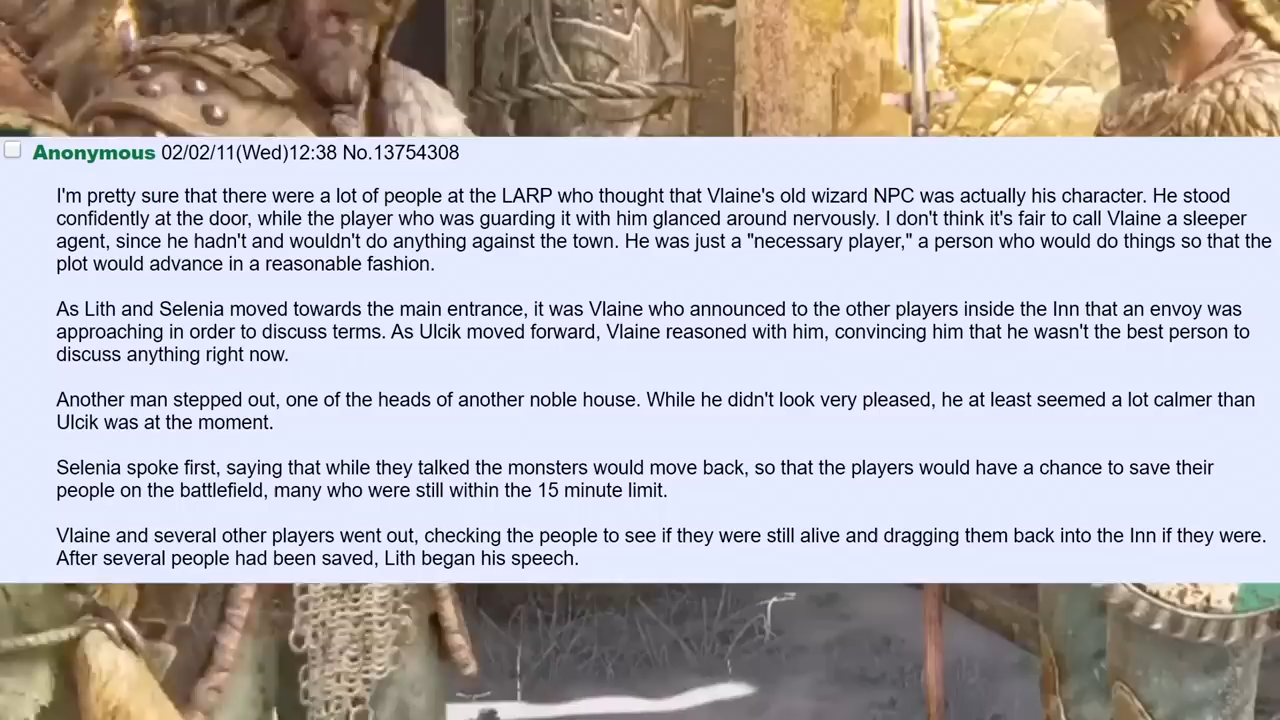 Anonymous 02/02/11(Wed)12:38 No.13754308
I'm pretty sure that there were a lot of people at the LARP who thought that Vlaine's old wizard NPC was actually his character. He stood
confidently at the door, while the player who was guarding it with him glanced around nervously. I don't think it's fair to call Vlaine a sleeper
agent, since he hadn't and wouldn't do anything against the town. He was just a "necessary player," a person who would do things so that the
plot would advance in a reasonable fashion.
As Lith and Selenia moved towards the main entrance, it was Vlaine who announced to the other players inside the Inn that an envoy was
approaching in order to discuss terms. As Ulcik moved forward, Vlaine reasoned with him, convincing him that he wasn't the best person to
discuss anything right now.
Another man stepped out, one of the heads of another noble house. While he didn't look very pleased, he at least seemed a lot calmer than
Ulcik was at the moment.
Selenia spoke first, saying that while they talked the monsters would move back, so that the players would have a chance to save their
people on the battlefield, many who were still within the 15 minute limit.
Vlaine and several other players went out, checking the people to see if they were still alive and dragging them back into the Inn if they were.
After several people had been saved, Lith began his speech.